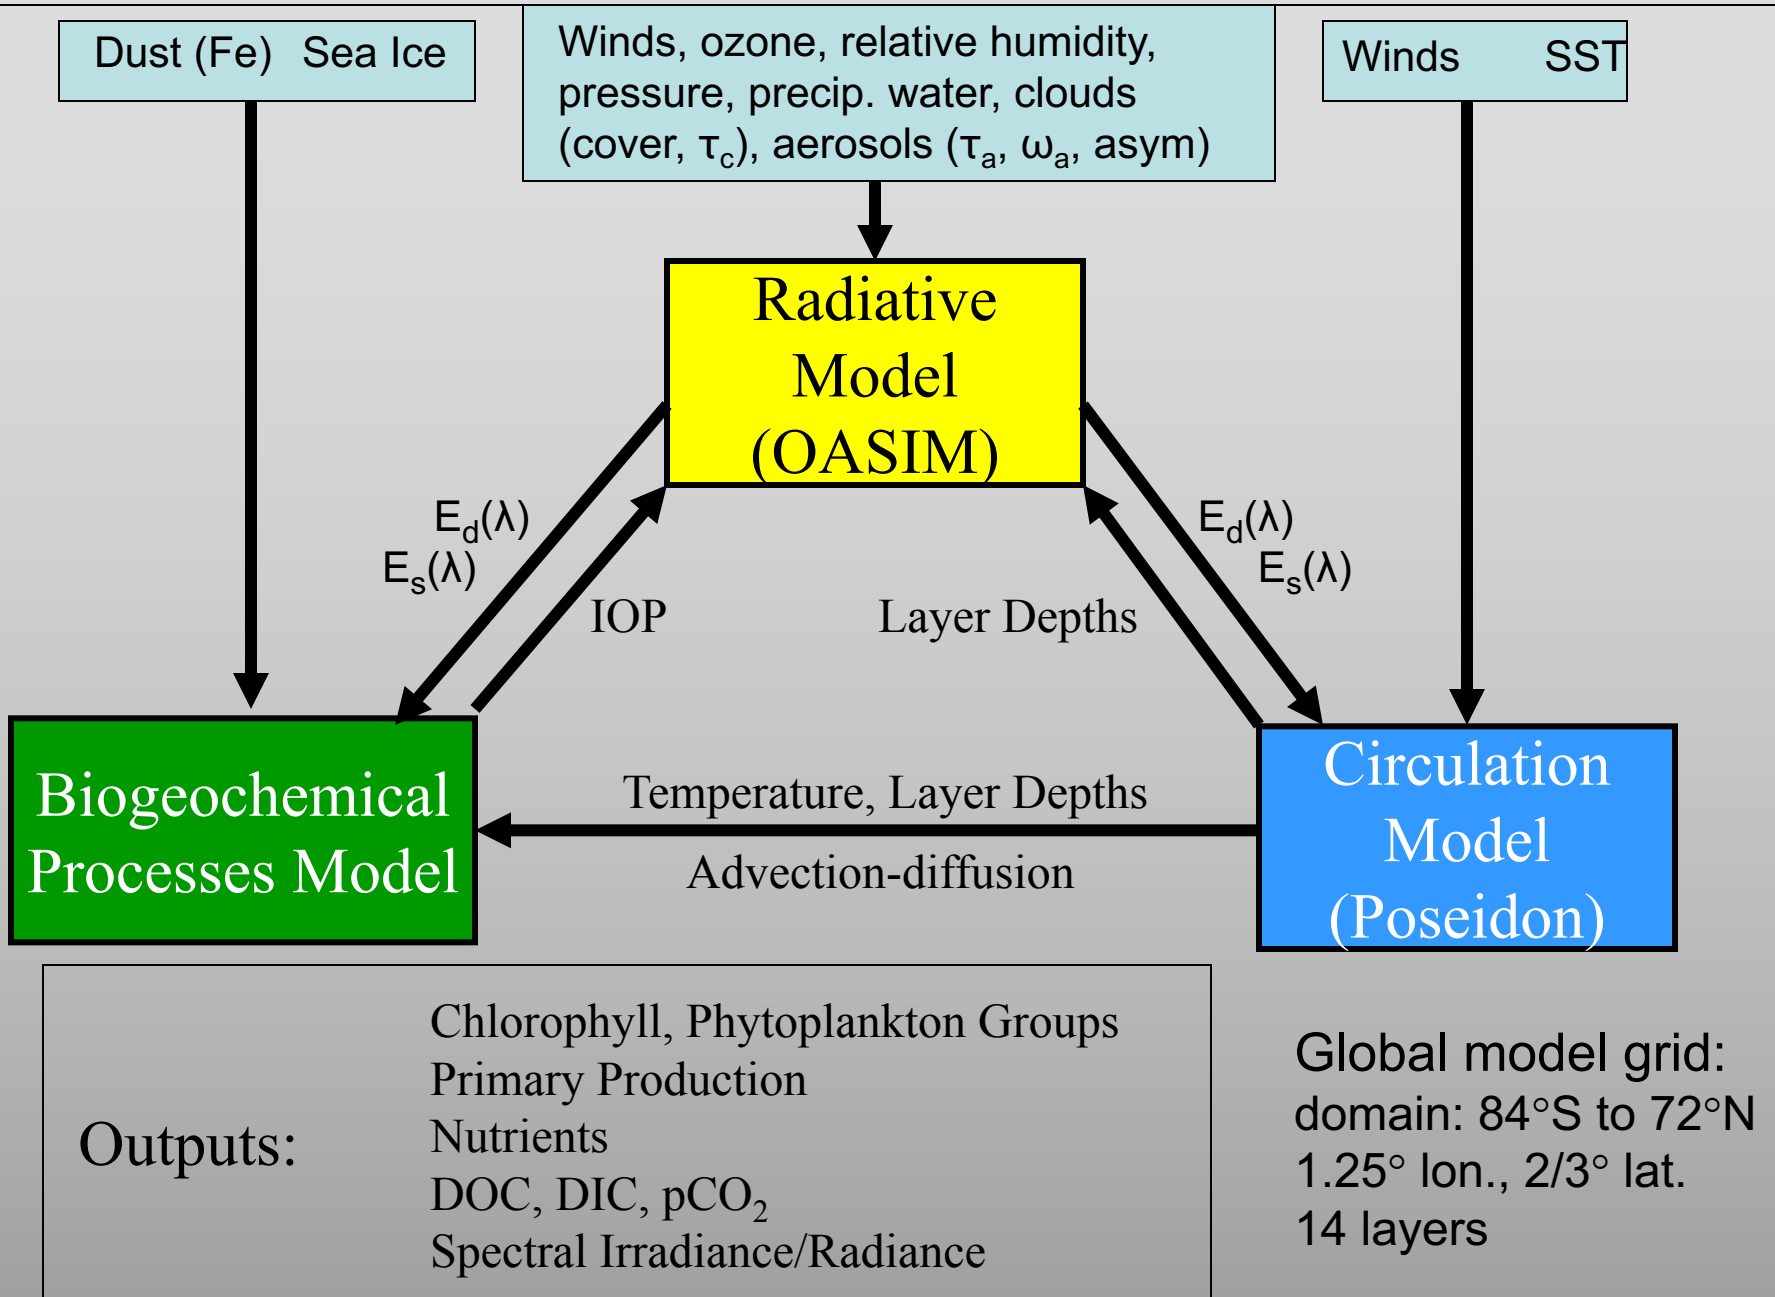 Dust (Fe) Sea Ice
Winds, ozone, relative humidity,
pressure, precip. water, clouds
(cover, τc), aerosols (τa, ωa, asym)
Winds SST
Radiative
Model
(OASIM)
Ed(λ)
Es(λ)
IOP
Layer Depths
Ed(λ)
Es(λ)
Biogeochemical
Processes Model
Temperature, Layer Depths
Advection-diffusion
Circulation
Model
(Poseidon)
Outputs:
Chlorophyll, Phytoplankton Groups
Primary Production
Nutrients
DOC, DIC, pCO₂
Spectral Irradiance/Radiance
Global model grid:
domain: 84°S to 72°N
1.25° lon., 2/3° lat.
14 layers